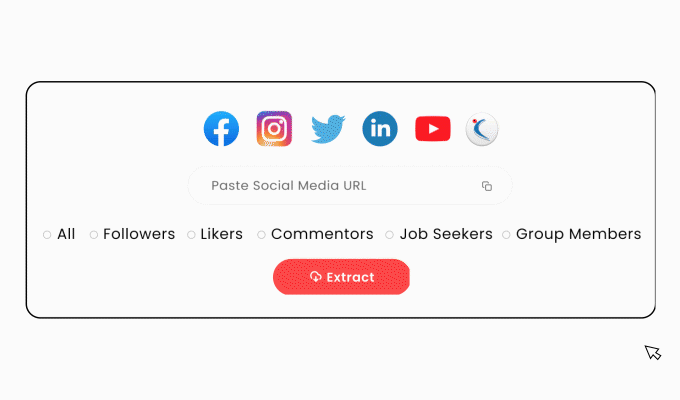 Paste Social Media URL
All Followers Likers Commentors Job Seekers Group Members
Extract